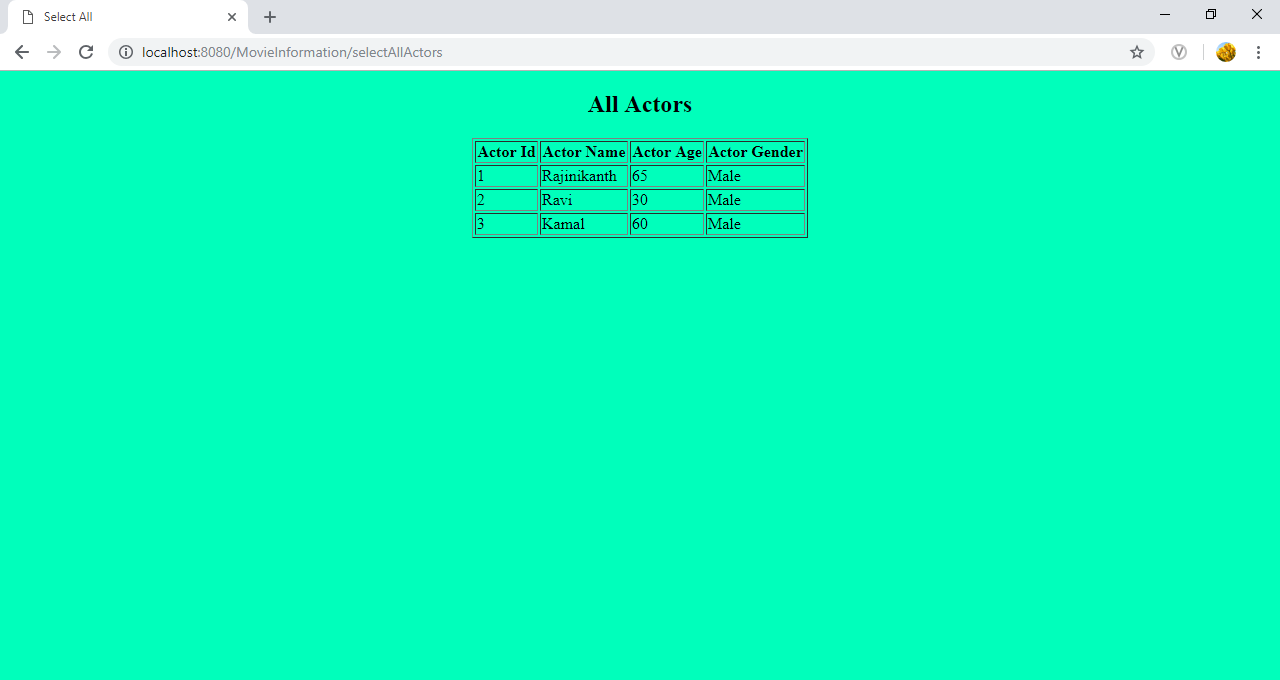 Select All
localhost:8080/MovieInformation/selectAllActors
All Actors
Actor Id Actor Name Actor Age Actor Gender
1 Rajinikanth 65 Male
2 Ravi 30 Male
3 Kamal 60 Male